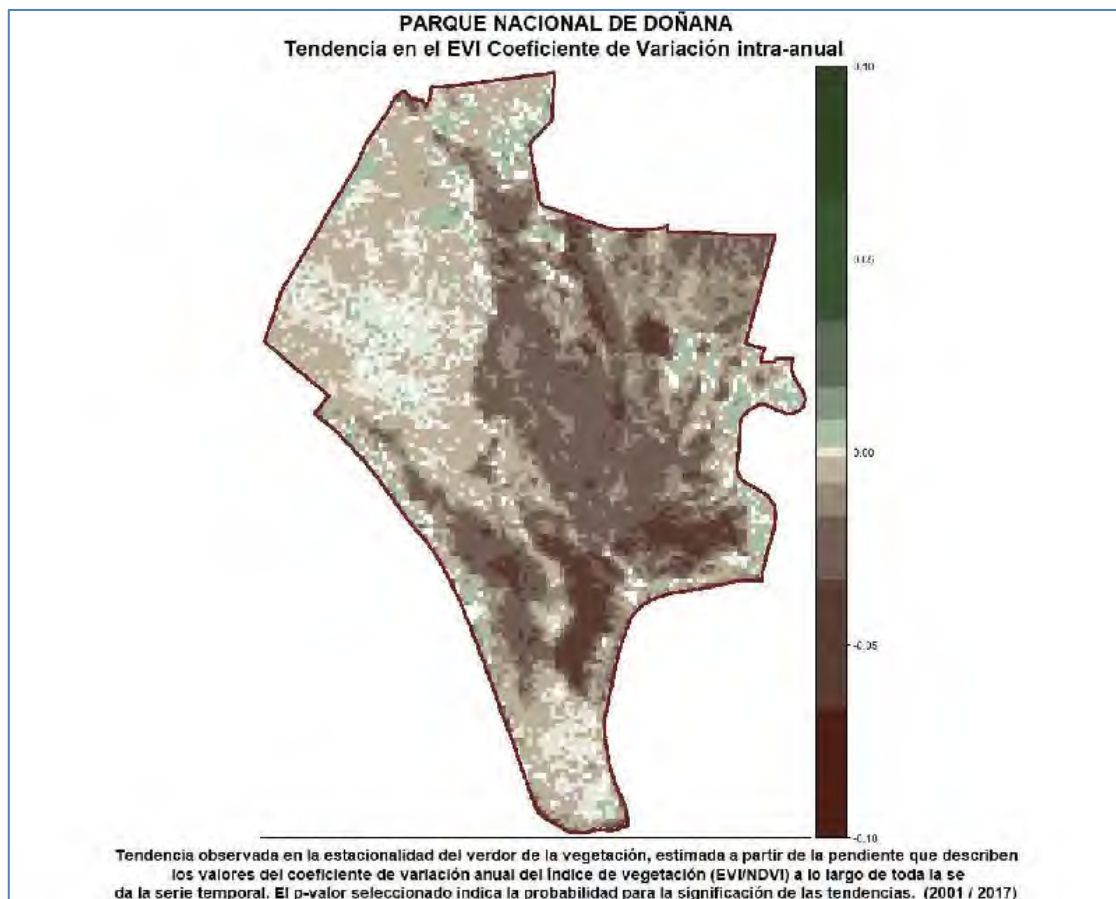 PARQUE NACIONAL DE DOÑANA
Tendencia en el EVI Coeficiente de Variación intra-anual
0.10
0.05
0.00
-0.05
-0.10
Tendencia observada en la estacionalidad del verdor de la vegetación, estimada a partir de la pendiente que describen
los valores del coeficiente de variación anual del índice de vegetación (EVI/NDVI) a lo largo de toda la se
da la serie temporal. El p-valor seleccionado indica la probabilidad para la significación de las tendencias. (2001 / 2017)